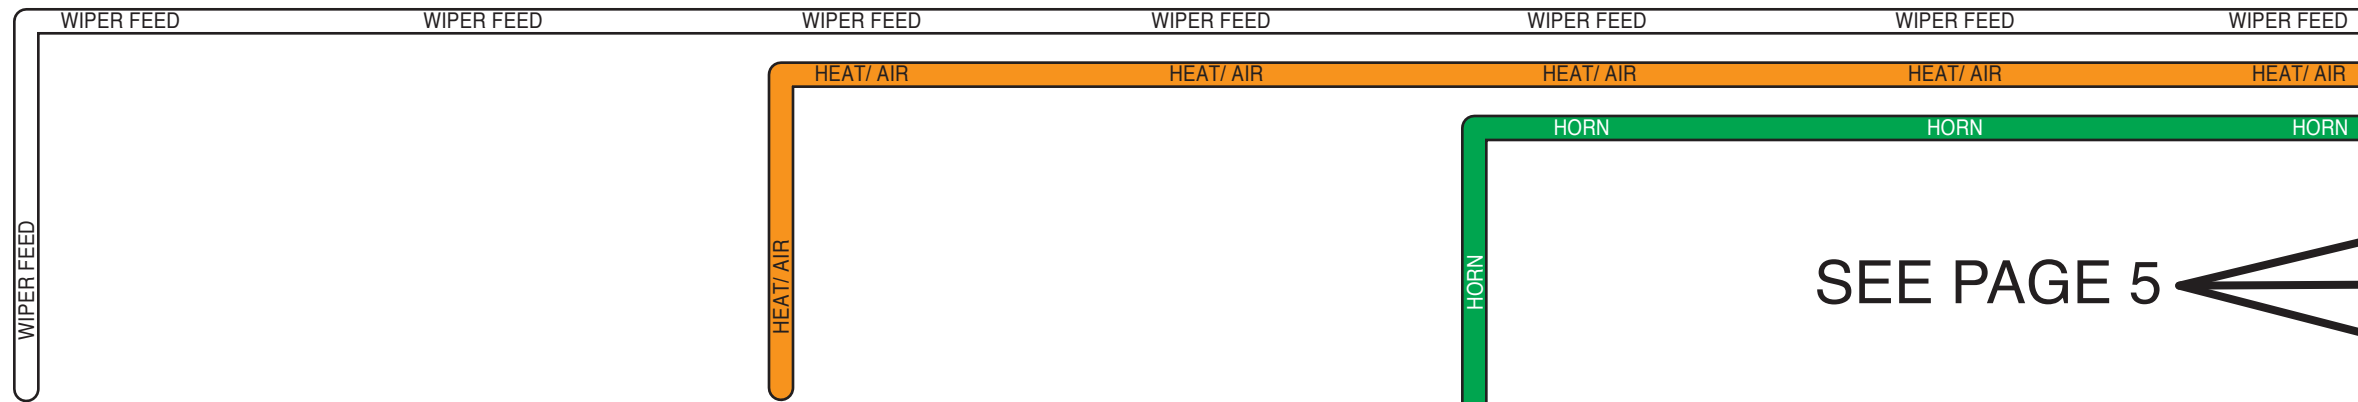 WIPER FEED WIPER FEED WIPER FEED WIPER FEED WIPER FEED WIPER FEED WIPER FEED
HEAT/ AIR HEAT/ AIR HEAT/ AIR HEAT/ AIR HEAT/ AIR
HORN HORN HORN
WIPER FEED
HEAT/ AIR
HORN
SEE PAGE 5